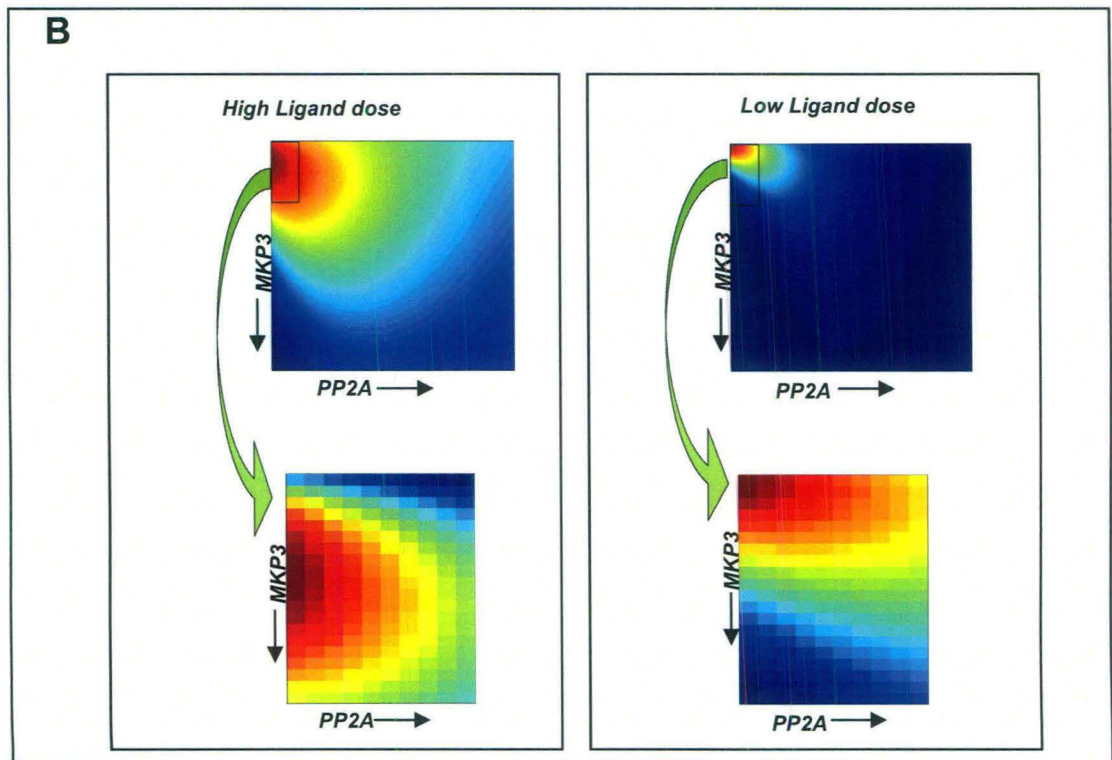 B
High Ligand dose
MKP3
PP2A
MKP3
PP2A
Low Ligand dose
MKP3
PP2A
MKP3
PP2A